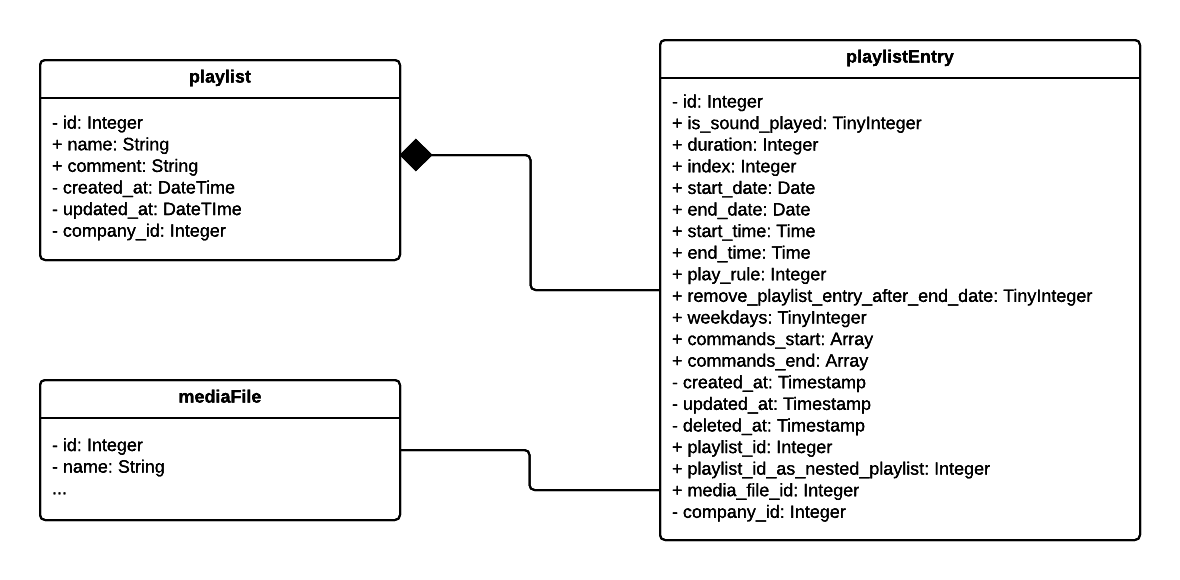 playlist
- id: Integer
+ name: String
+ comment: String
- created_at: DateTime
- updated_at: DateTIme
- company_id: Integer
mediaFile
- id: Integer
- name: String
...
playlistEntry
- id: Integer
+ is_sound_played: TinyInteger
+ duration: Integer
+ index: Integer
+ start_date: Date
+ end_date: Date
+ start_time: Time
+ end_time: Time
+ play_rule: Integer
+ remove_playlist_entry_after_end_date: TinyInteger
+ weekdays: TinyInteger
+ commands_start: Array
+ commands_end: Array
- created_at: Timestamp
- updated_at: Timestamp
- deleted_at: Timestamp
+ playlist_id: Integer
+ playlist_id_as_nested_playlist: Integer
+ media_file_id: Integer
- company_id: Integer